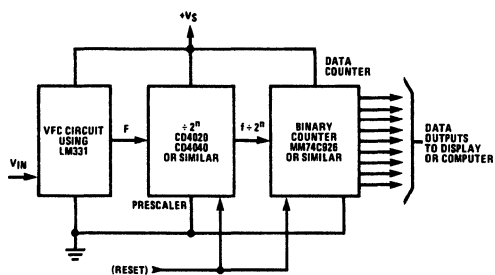 +VS
DATA
COUNTER
VFC CIRCUIT
USING
LM331
F
÷2ⁿ
CD4020
CD4040
OR SIMILAR
f ÷ 2ⁿ
BINARY
COUNTER
MM74C926
OR SIMILAR
DATA
OUTPUTS
TO DISPLAY
OR COMPUTER
VIN
PRESCALER
(RESET)